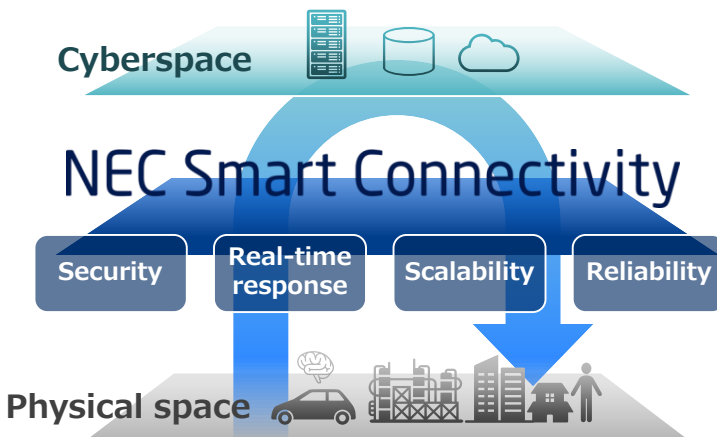 Cyberspace
NEC Smart Connectivity
Security
Real-time
response
Scalability
Reliability
Physical space